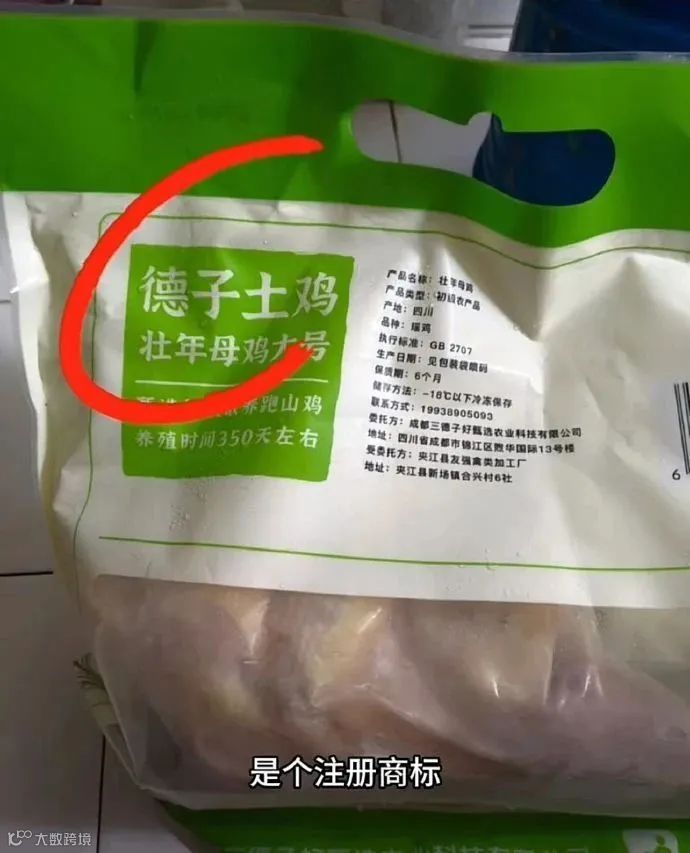 德子土鸡
壮年母鸡大号
养跑山鸡
养殖时间350天左右
产品名称：壮年母鸡
产品类型：初级农产品
产地：四川
品种：瑶鸡
执行标准：GB 2707
生产日期：见包装袋喷码
保质期：6个月
储存方法：-18℃以下冷冻保存
联系方式：19938905093
委托方：成都三德子好甄选农业科技有限公司
地址：四川省成都市锦江区煦华国际13号楼
受委托方：夹江县友强禽类加工厂
地址：夹江县新场镇合兴村6社
6
是个注册商标
大数跨境